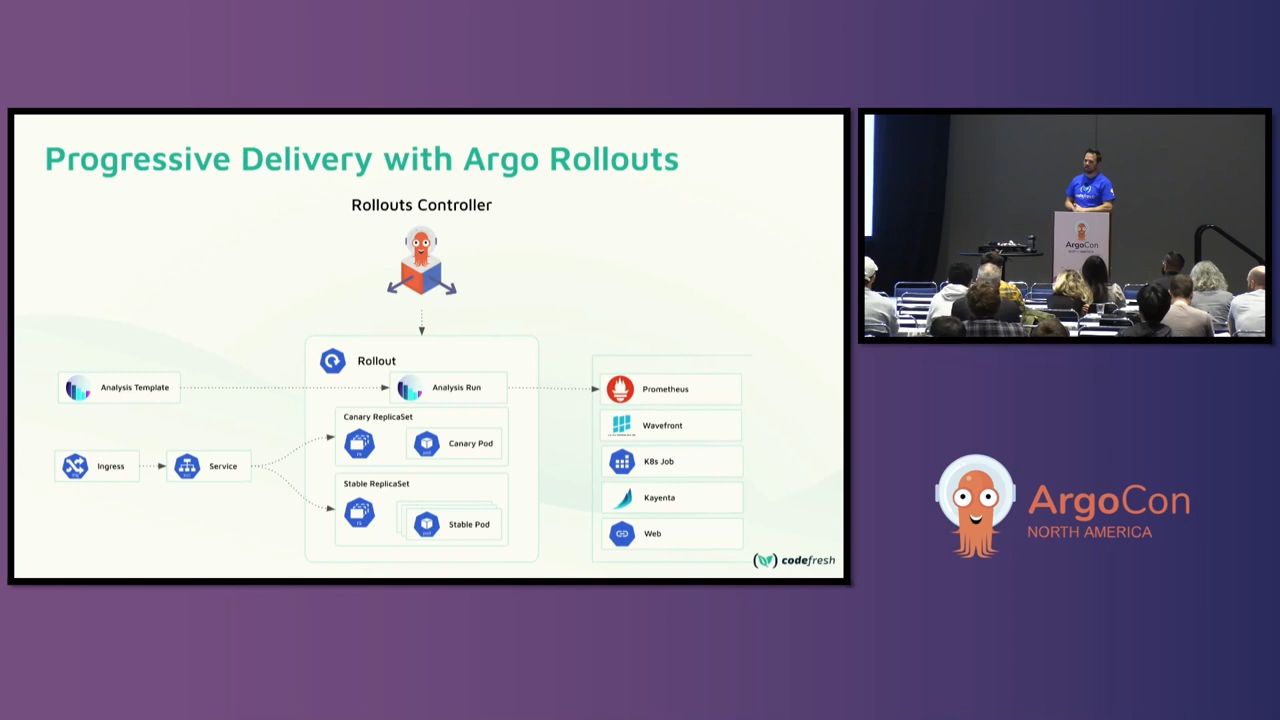 Progressive Delivery with Argo Rollouts
Rollouts Controller
Rollout
Analysis Template
Analysis Run
Canary ReplicaSet
Canary Pod
Ingress
Service
Stable ReplicaSet
Stable Pod
Prometheus
Wavefront
K8s Job
Kayenta
Web
codefresh
ArgoCon
ArgoCon
NORTH AMERICA